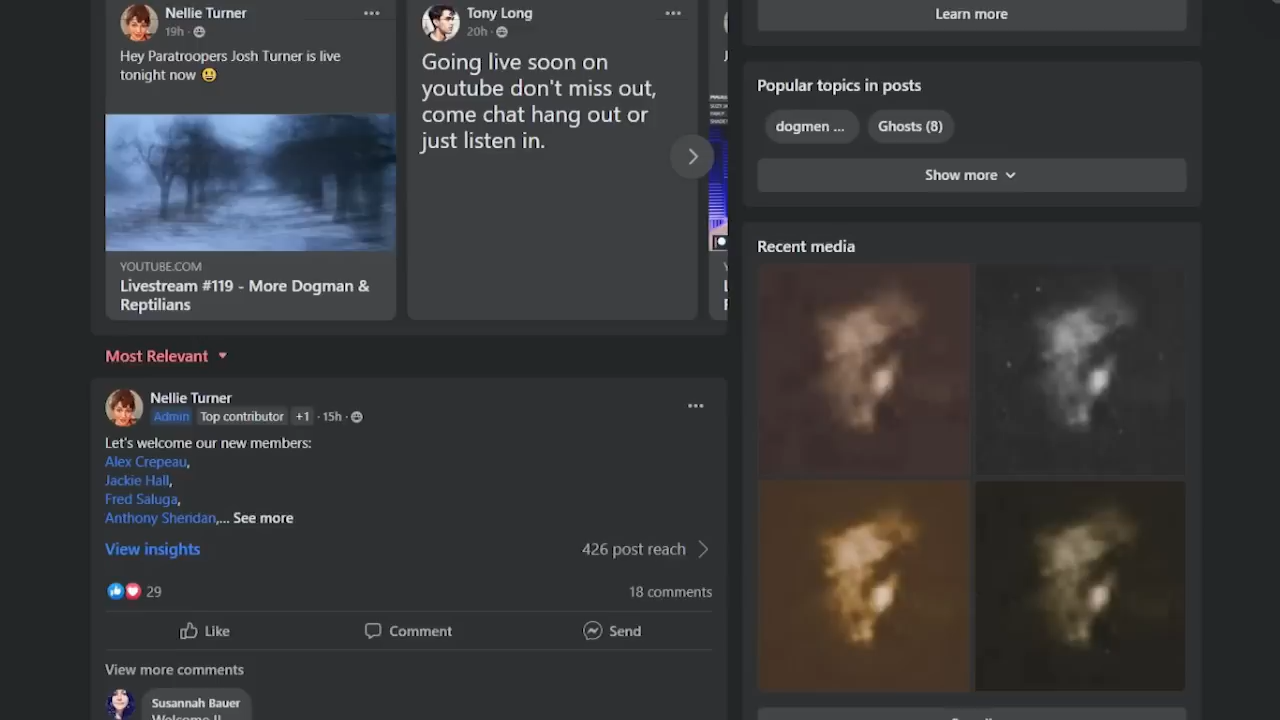 Nellie Turner
19h
Hey Paratroopers Josh Turner is live
tonight now 😃
YOUTUBE.COM
Livestream #119 - More Dogman &
Reptilians
Tony Long
20h
Going live soon on
youtube don't miss out,
come chat hang out or
just listen in.
Most Relevant
Nellie Turner
Admin Top contributor +1 · 15h ·
Let's welcome our new members:
Alex Crepeau,
Jackie Hall,
Fred Saluga,
Anthony Sheridan,... See more
View insights
426 post reach
29
18 comments
Like
Comment
Send
View more comments
Susannah Bauer
Welcome !!
Learn more
Popular topics in posts
dogmen ...
Ghosts (8)
Show more
Recent media